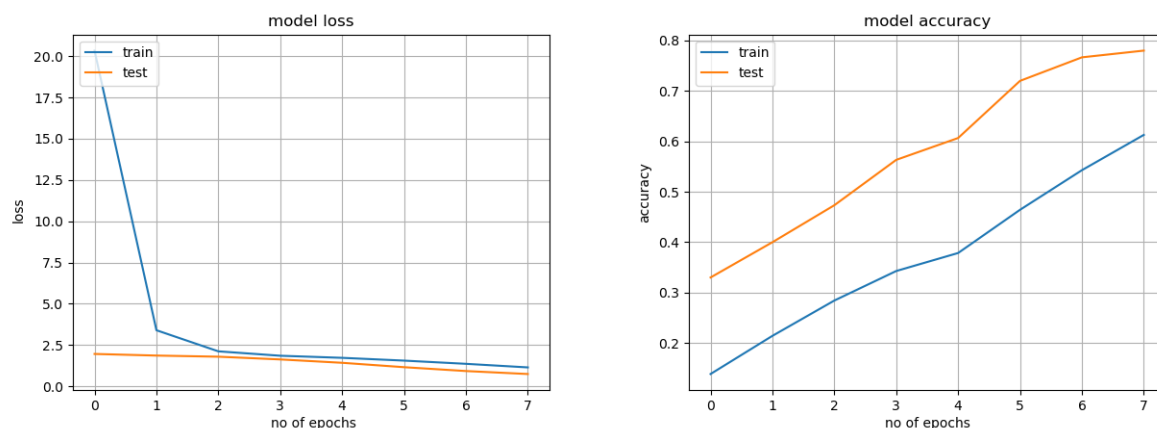 model loss
train
test
20.0
17.5
15.0
12.5
10.0
7.5
5.0
2.5
0.0
loss
0 1 2 3 4 5 6 7
no of epochs
model accuracy
train
test
0.8
0.7
0.6
0.5
0.4
0.3
0.2
accuracy
0 1 2 3 4 5 6 7
no of epochs